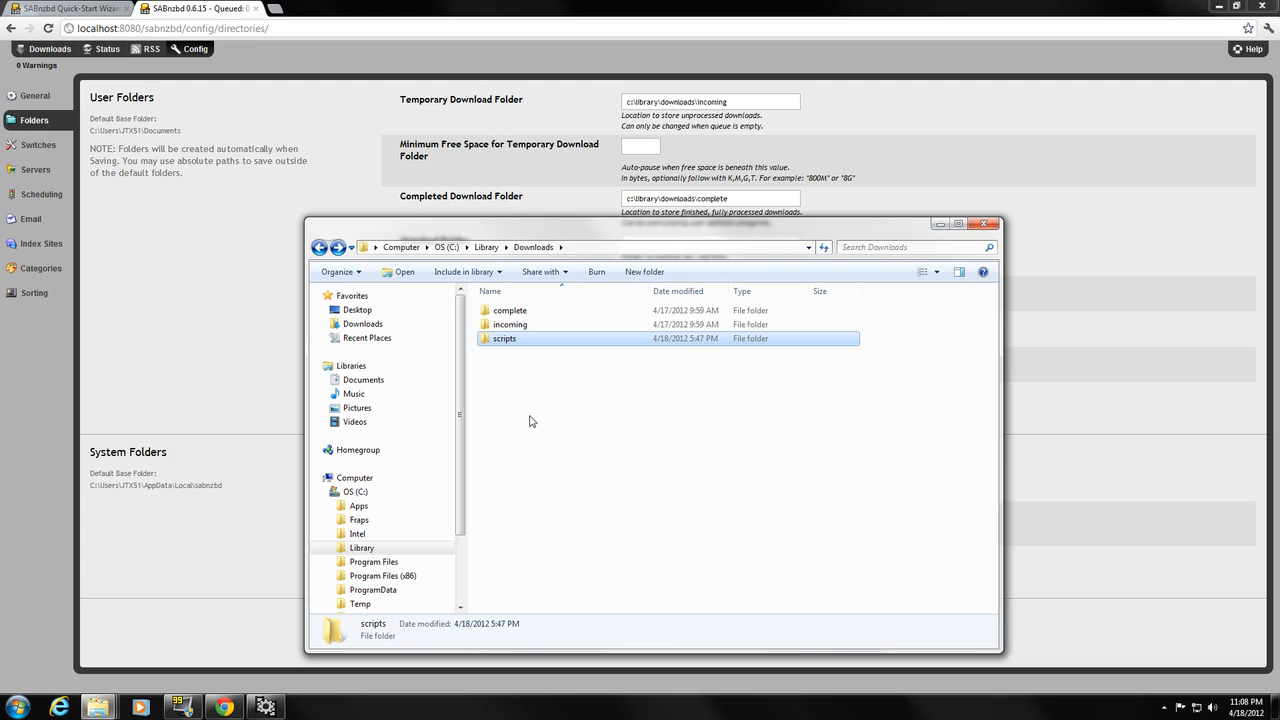 SABnzbd Quick-Start Wizar
SABnzbd 0.6.15 - Queued:
localhost:8080/sabnzbd/config/directories/
Downloads
Status
RSS
Config
Help
0 Warnings
General
Folders
Switches
Servers
Scheduling
Email
Index Sites
Categories
Sorting
User Folders
Default Base Folder:
C:\Users\JTX51\Documents
NOTE: Folders will be created automatically when
Saving. You may use absolute paths to save outside
of the default folders.
Temporary Download Folder
c:\library\downloads\incoming
Location to store unprocessed downloads.
Can only be changed when queue is empty.
Minimum Free Space for Temporary Download
Folder
Auto-pause when free space is beneath this value.
In bytes, optionally follow with K,M,G,T. For example: "800M" or "8G"
Completed Download Folder
c:\library\downloads\complete
Location to store finished, fully processed downloads.
System Folders
Default Base Folder:
C:\Users\JTX51\AppData\Local\sabnzbd
Computer
OS (C:)
Library
Downloads
Search Downloads
Organize
Open
Include in library
Share with
Burn
New folder
Favorites
Desktop
Downloads
Recent Places
Libraries
Documents
Music
Pictures
Videos
Homegroup
Computer
OS (C:)
Apps
Fraps
Intel
Library
Program Files
Program Files (x86)
ProgramData
Temp
Name
Date modified
Type
Size
complete 4/17/2012 9:59 AM File folder
incoming 4/17/2012 9:59 AM File folder
scripts 4/18/2012 5:47 PM File folder
scripts Date modified: 4/18/2012 5:47 PM
File folder
99
11:08 PM
4/18/2012